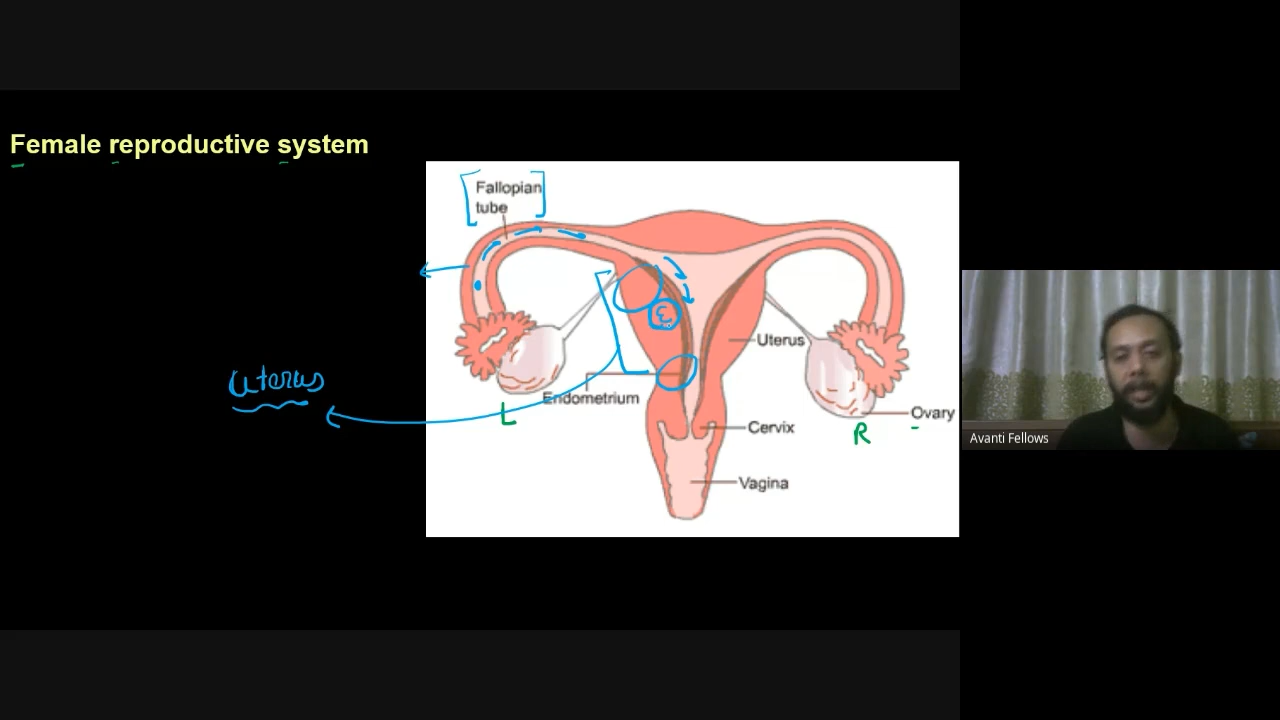 Female reproductive system
Fallopian
tube
Uterus
uterus
Endometrium
L
Ovary
R
Cervix
Vagina
Avanti Fellows